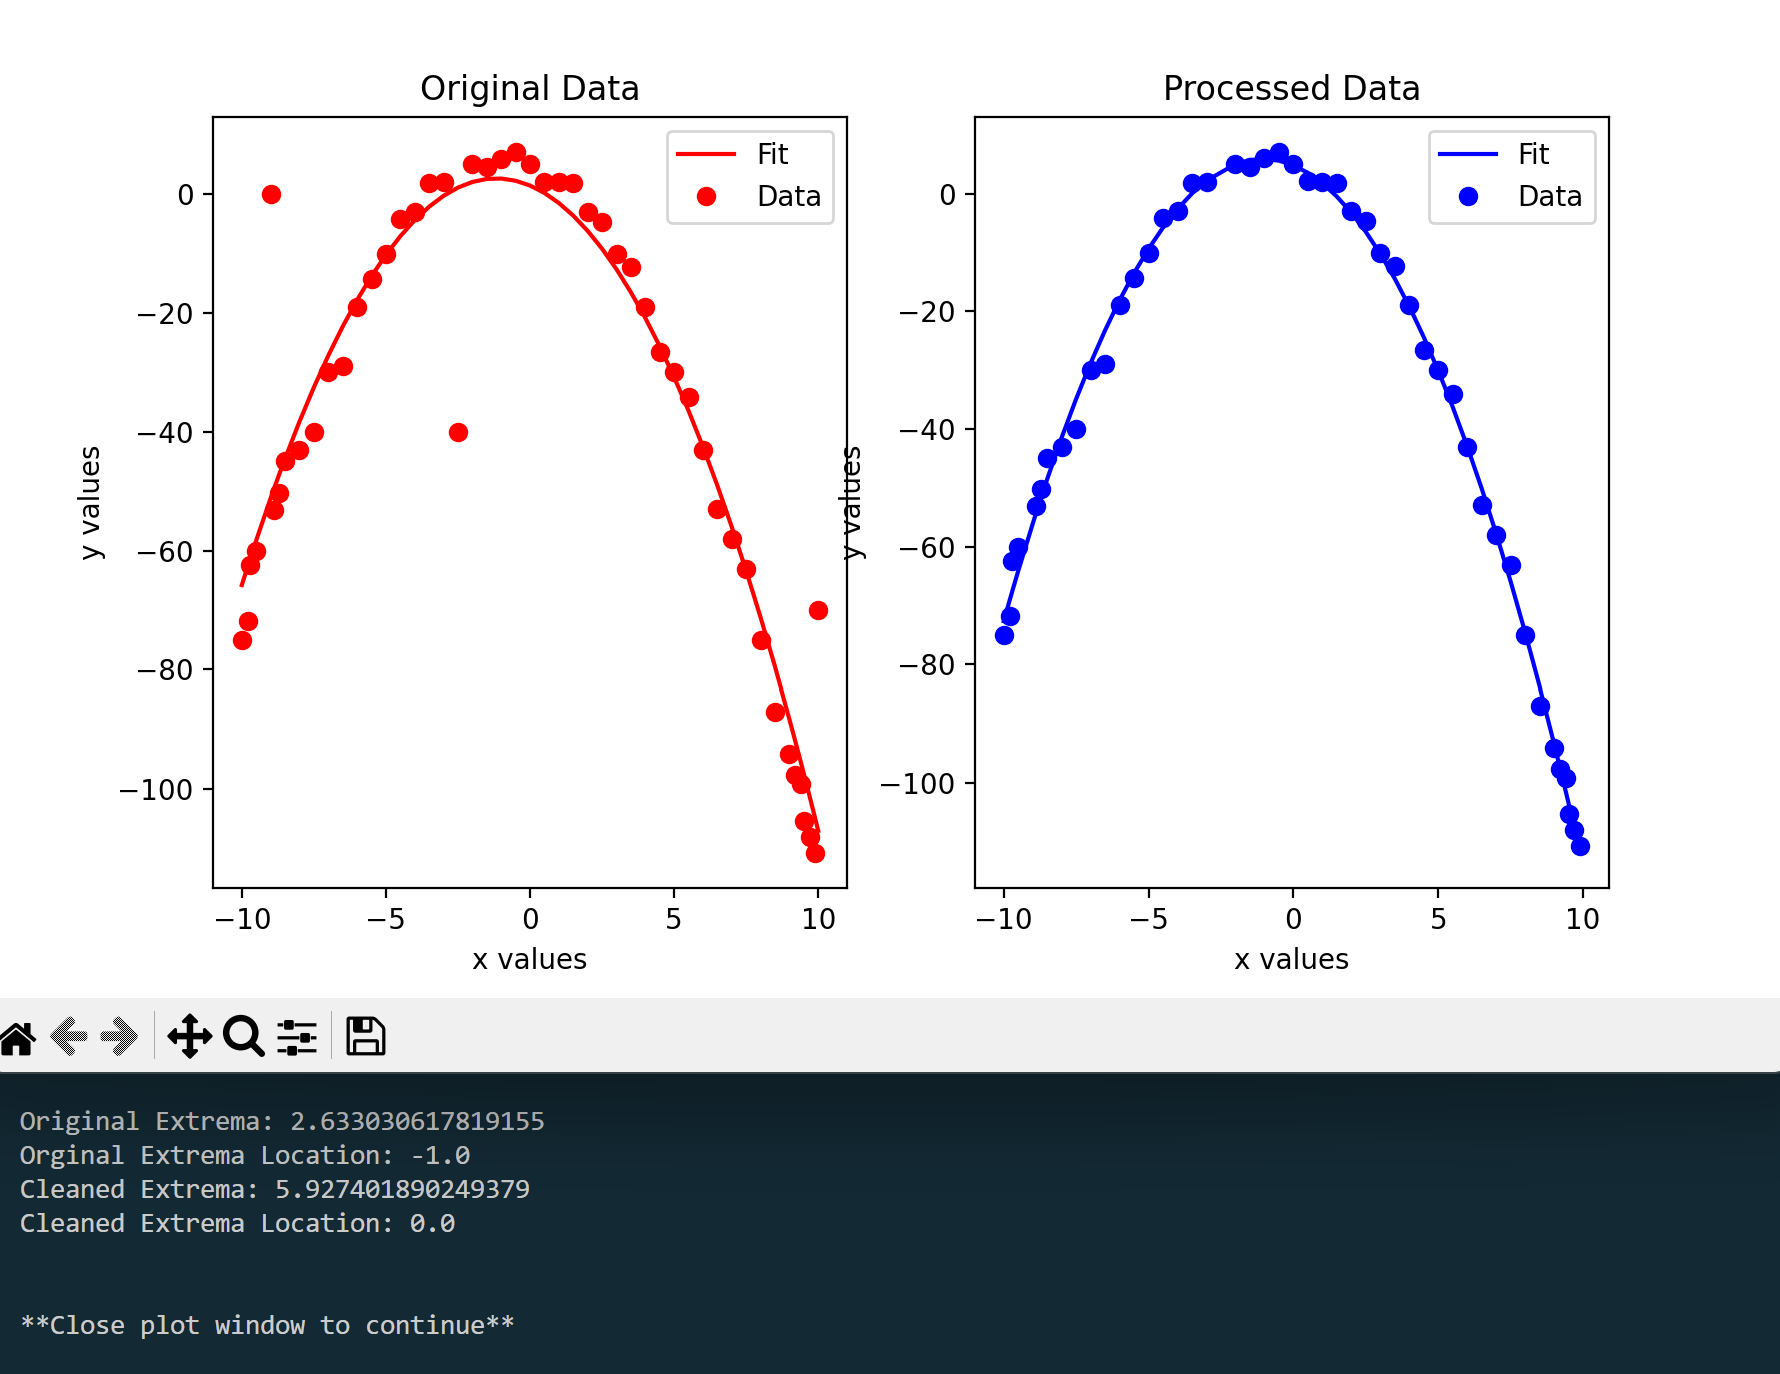 Original Data
Fit
Data
0
−20
−40
−60
−80
−100
y values
−10
−5
0
5
10
x values
Processed Data
Fit
Data
0
−20
−40
−60
−80
−100
y values
−10
−5
0
5
10
x values
Original Extrema: 2.633030617819155
Orginal Extrema Location: -1.0
Cleaned Extrema: 5.927401890249379
Cleaned Extrema Location: 0.0
**Close plot window to continue**